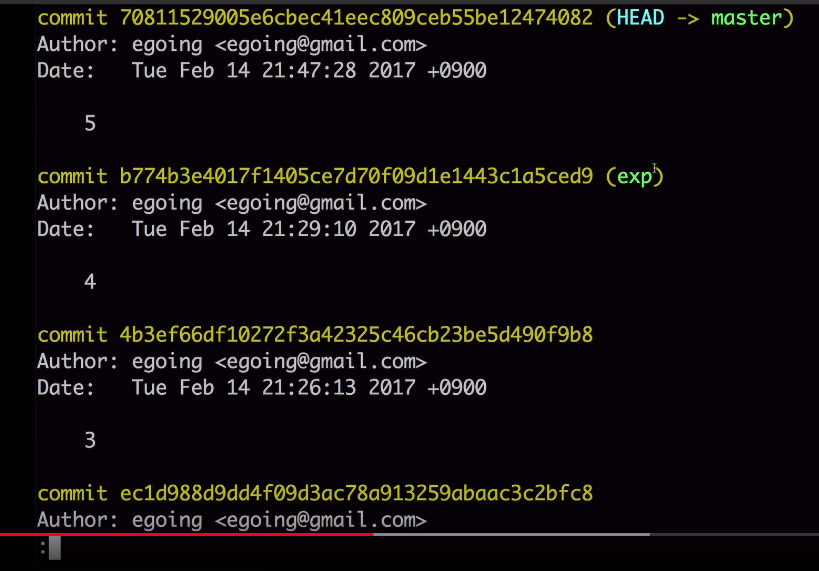 commit 70811529005e6cbec41eec809ceb55be12474082 (HEAD -> master)
Author: egoing <egoing@gmail.com>
Date:   Tue Feb 14 21:47:28 2017 +0900
5
commit b774b3e4017f1405ce7d70f09d1e1443c1a5ced9 (exp)
Author: egoing <egoing@gmail.com>
Date:   Tue Feb 14 21:29:10 2017 +0900
4
commit 4b3ef66df10272f3a42325c46cb23be5d490f9b8
Author: egoing <egoing@gmail.com>
Date:   Tue Feb 14 21:26:13 2017 +0900
3
commit ec1d988d9dd4f09d3ac78a913259abaac3c2bfc8
Author: egoing <egoing@gmail.com>
: